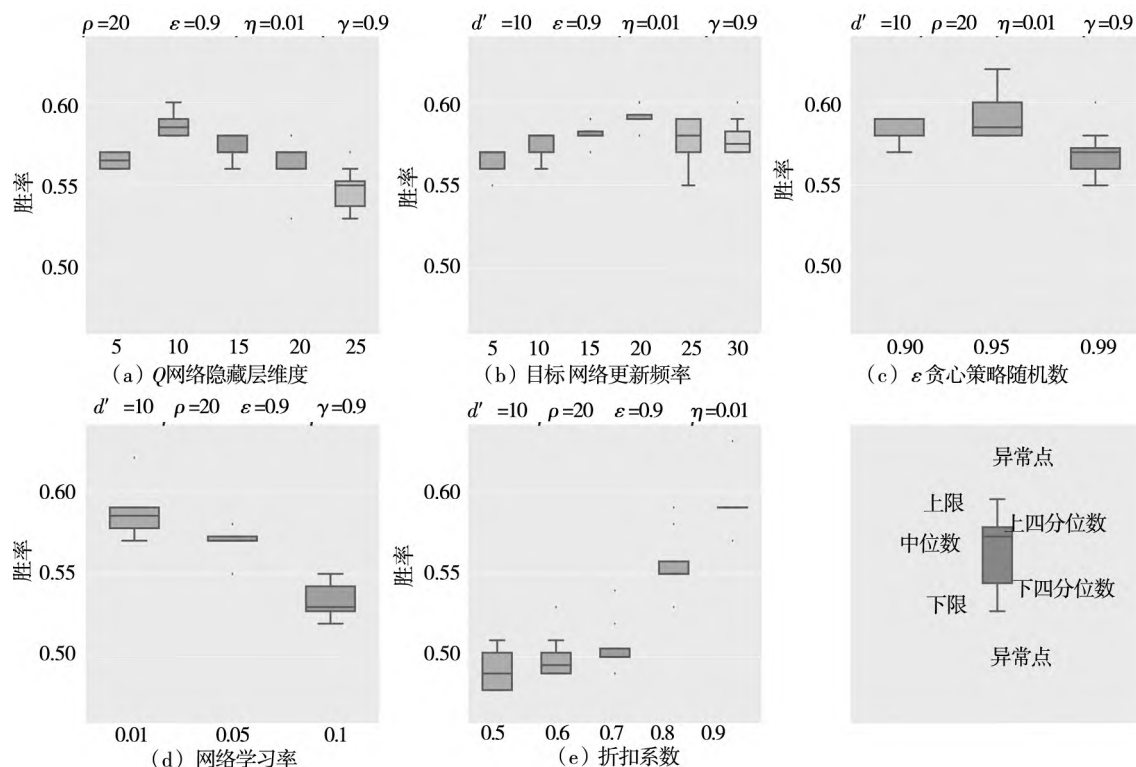 ρ=20 ε=0.9 η=0.01 γ=0.9
胜率
0.60
0.55
0.50
5 10 15 20 25
(a) Q网络隐藏层维度
d′ =10 ε=0.9 η=0.01 γ=0.9
胜率
0.60
0.55
0.50
5 10 15 20 25 30
(b) 目标网络更新频率
d′ =10 ρ=20 η=0.01 γ=0.9
胜率
0.60
0.55
0.50
0.90 0.95 0.99
(c) ε贪心策略随机数
d′ =10 ρ=20 ε=0.9 γ=0.9
胜率
0.60
0.55
0.50
0.01 0.05 0.1
(d) 网络学习率
d′ =10 ρ=20 ε=0.9 η=0.01
胜率
0.60
0.55
0.50
0.5 0.6 0.7 0.8 0.9
(e) 折扣系数
异常点
上限
上四分位数
中位数
下四分位数
下限
异常点